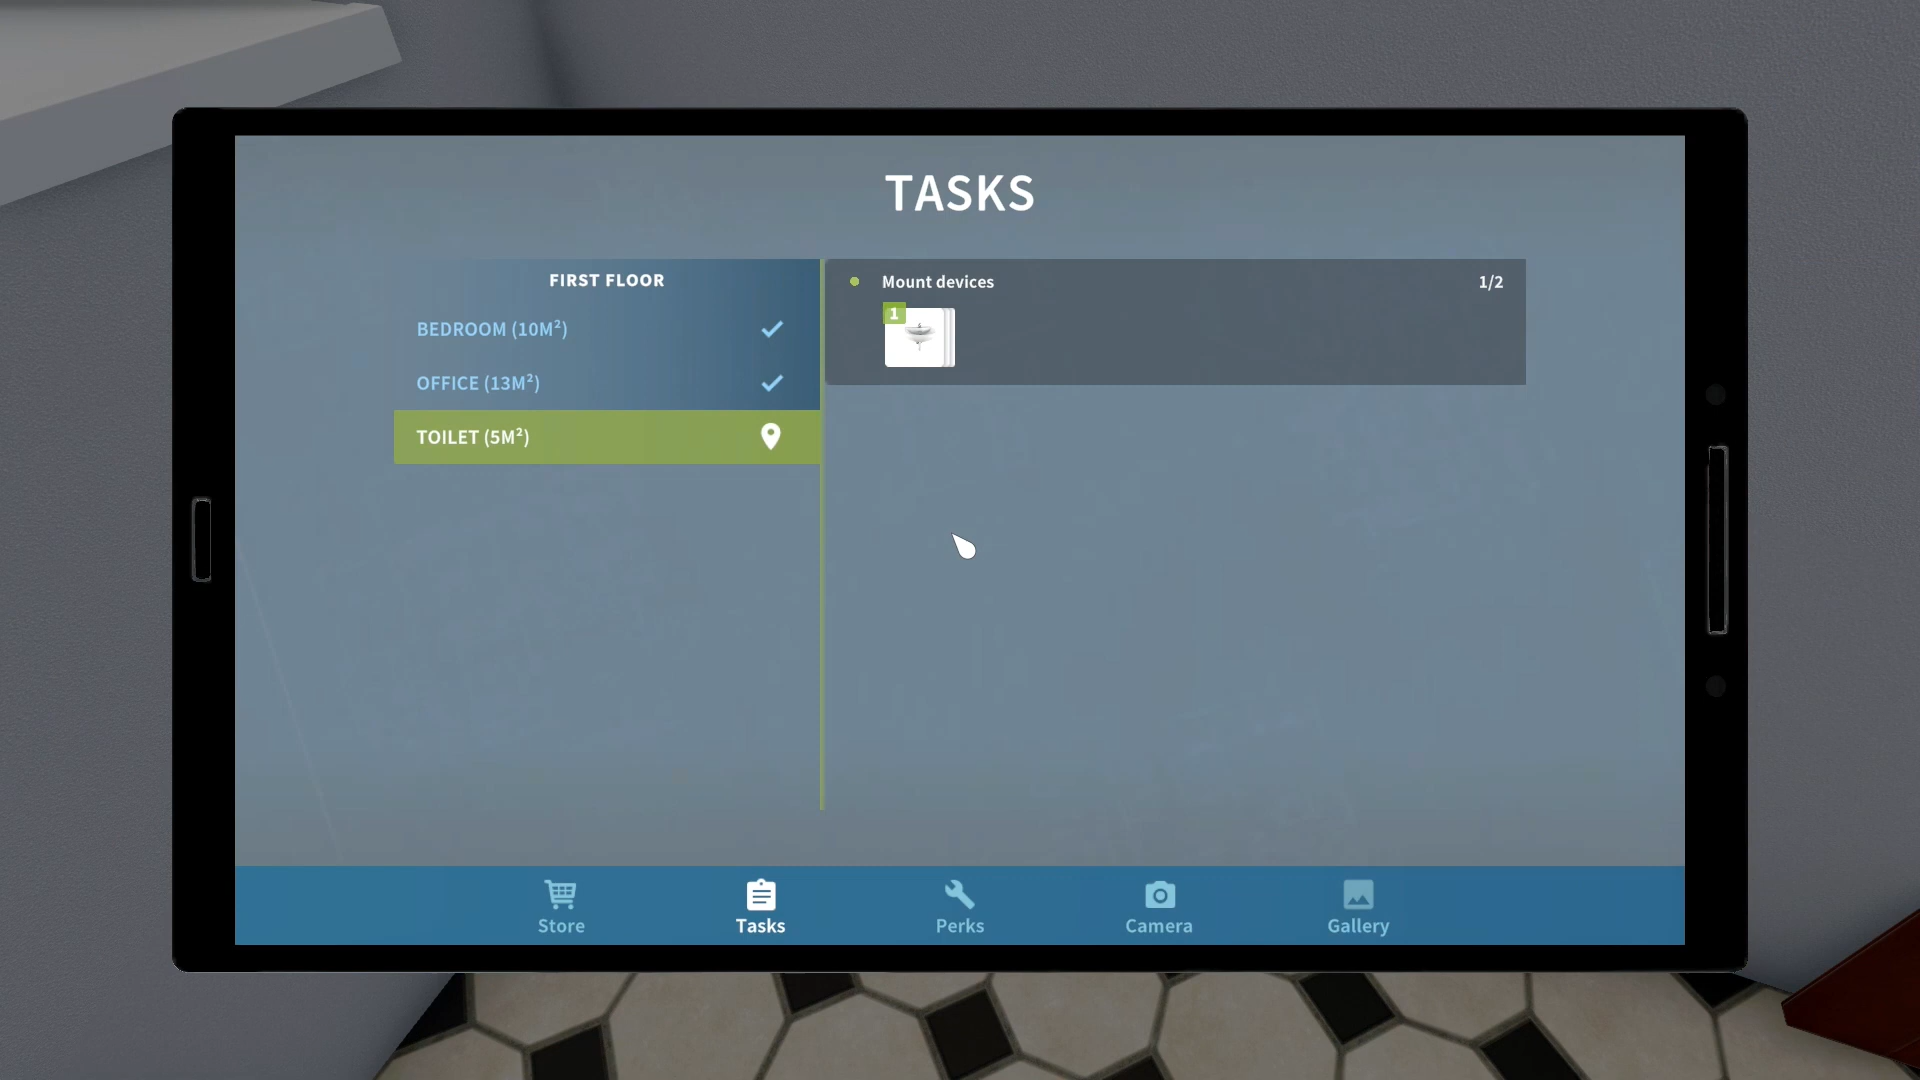 TASKS
FIRST FLOOR
BEDROOM (10M²)
OFFICE (13M²)
TOILET (5M²)
Mount devices 1/2
1
Store
Tasks
Perks
Camera
Gallery